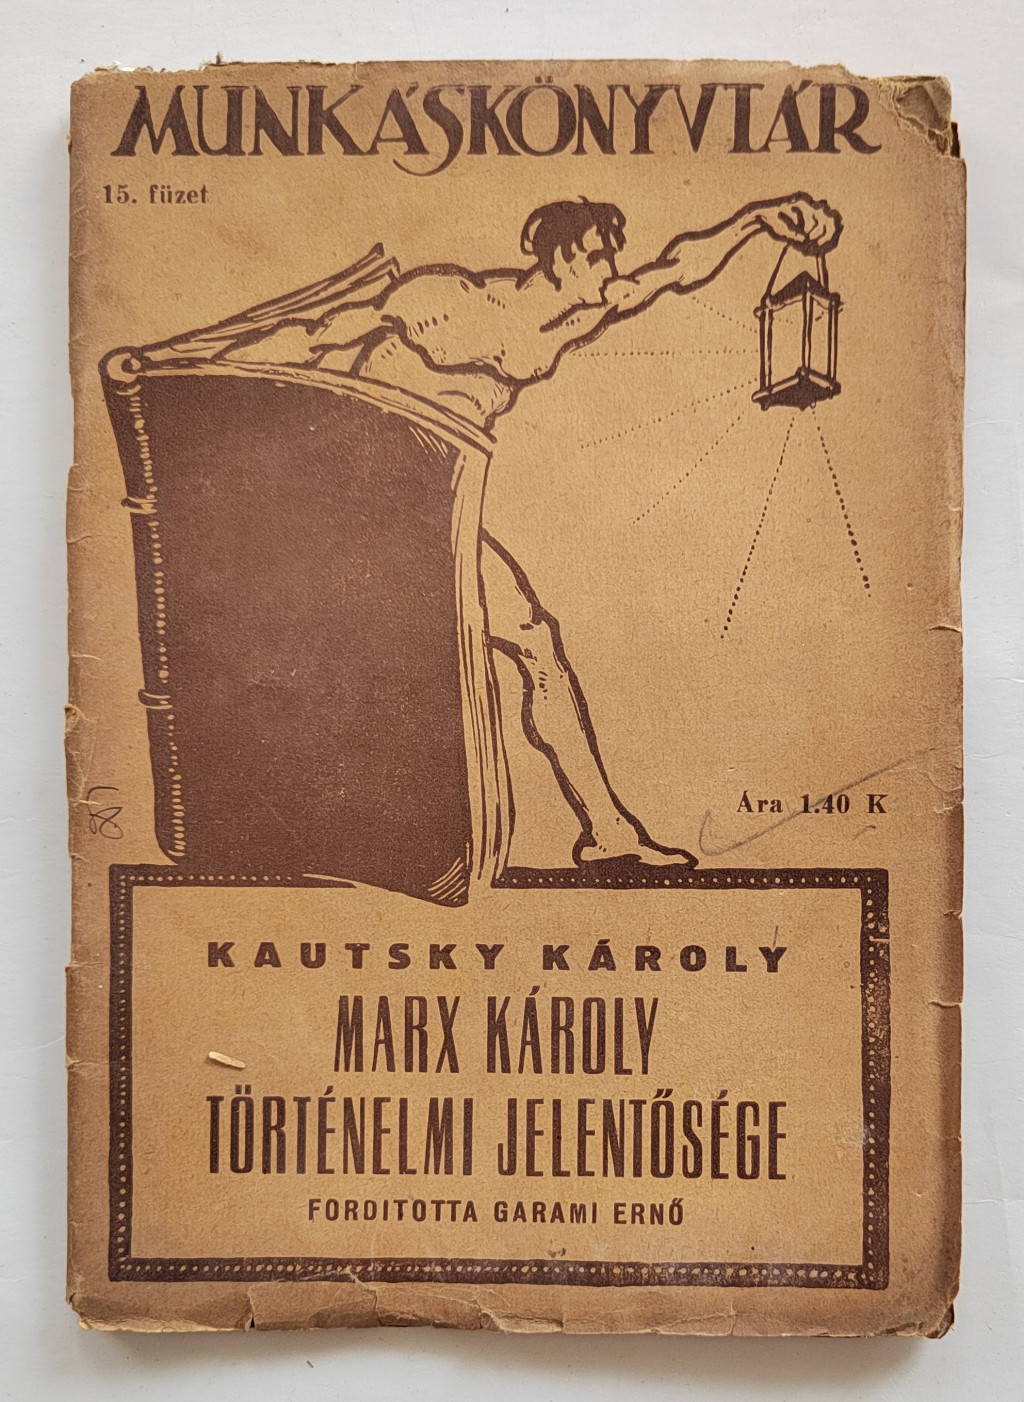 MUNKÁSKÖNYVTÁR
15. füzet
Ára 1.40 K
KAUTSKY KÁROLY
MARX KÁROLY
TÖRTÉNELMI JELENTŐSÉGE
FORDITOTTA GARAMI ERNŐ